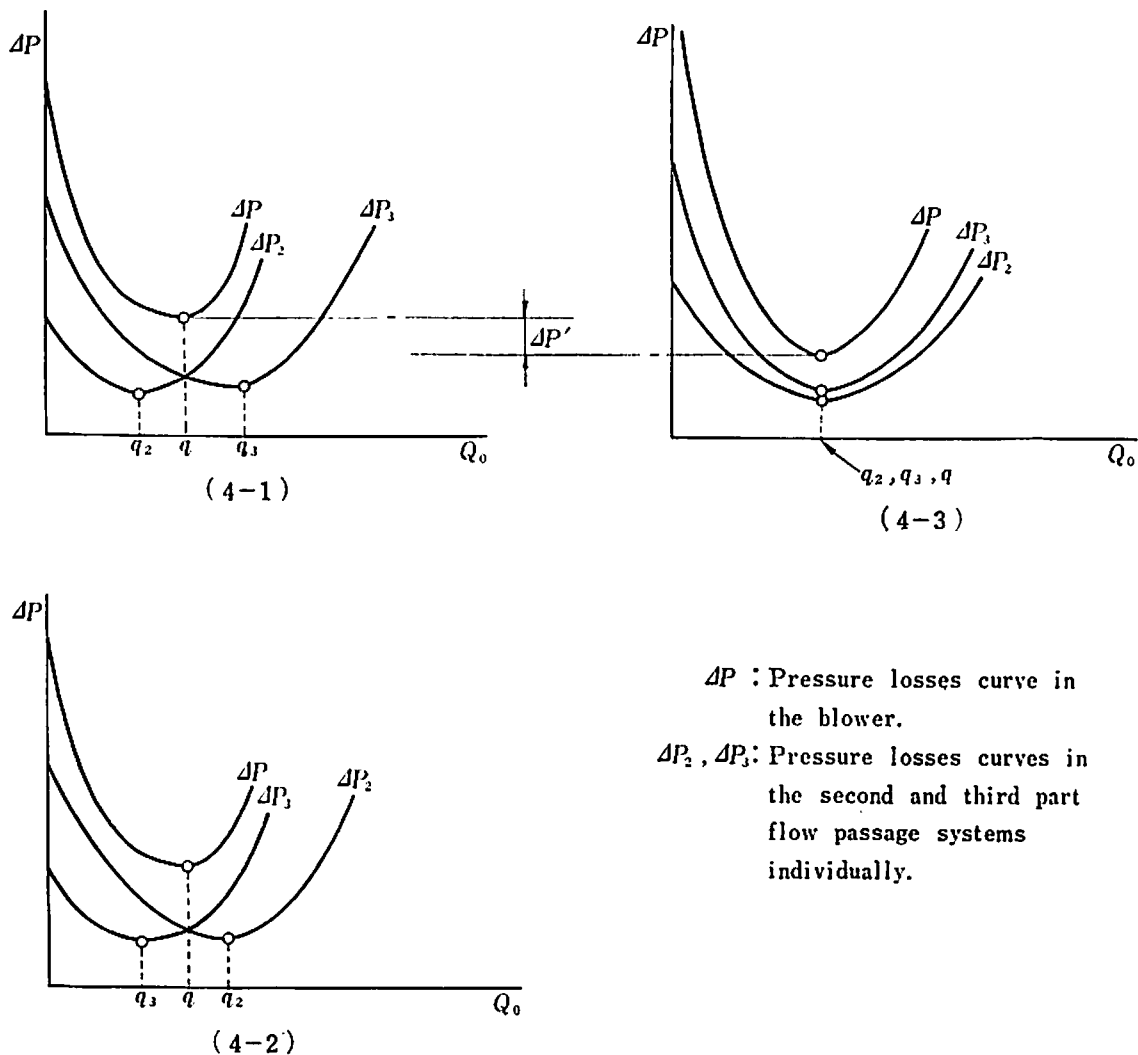 ΔP
ΔP
ΔP₂
ΔP₃
ΔP′
q₂ q q₃ Q₀
(4-1)
ΔP
ΔP
ΔP₃
ΔP₂
Q₀
q₂, q₃, q
(4-3)
ΔP
ΔP
ΔP₃
ΔP₂
q₃ q q₂ Q₀
(4-2)
ΔP : Pressure losses curve in
the blower.
ΔP₂, ΔP₃: Pressure losses curves in
the second and third part
flow passage systems
individually.